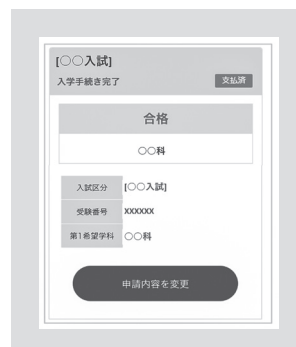 [○○入試]
入学手続き完了
支払済
合格
○○科
入試区分 [○○入試]
受験番号 XXXXXX
第1希望学科 ○○科
申請内容を変更